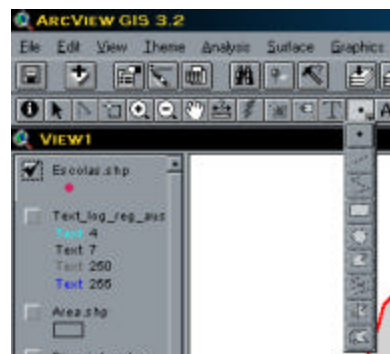 ARCVIEW GIS 3.2
File Edit View Theme Analysis Surface Graphics
VIEW1
Escolas.shp
Text_log_reg_aus
Text 4
Text 7
Text 250
Text 255
Area.shp